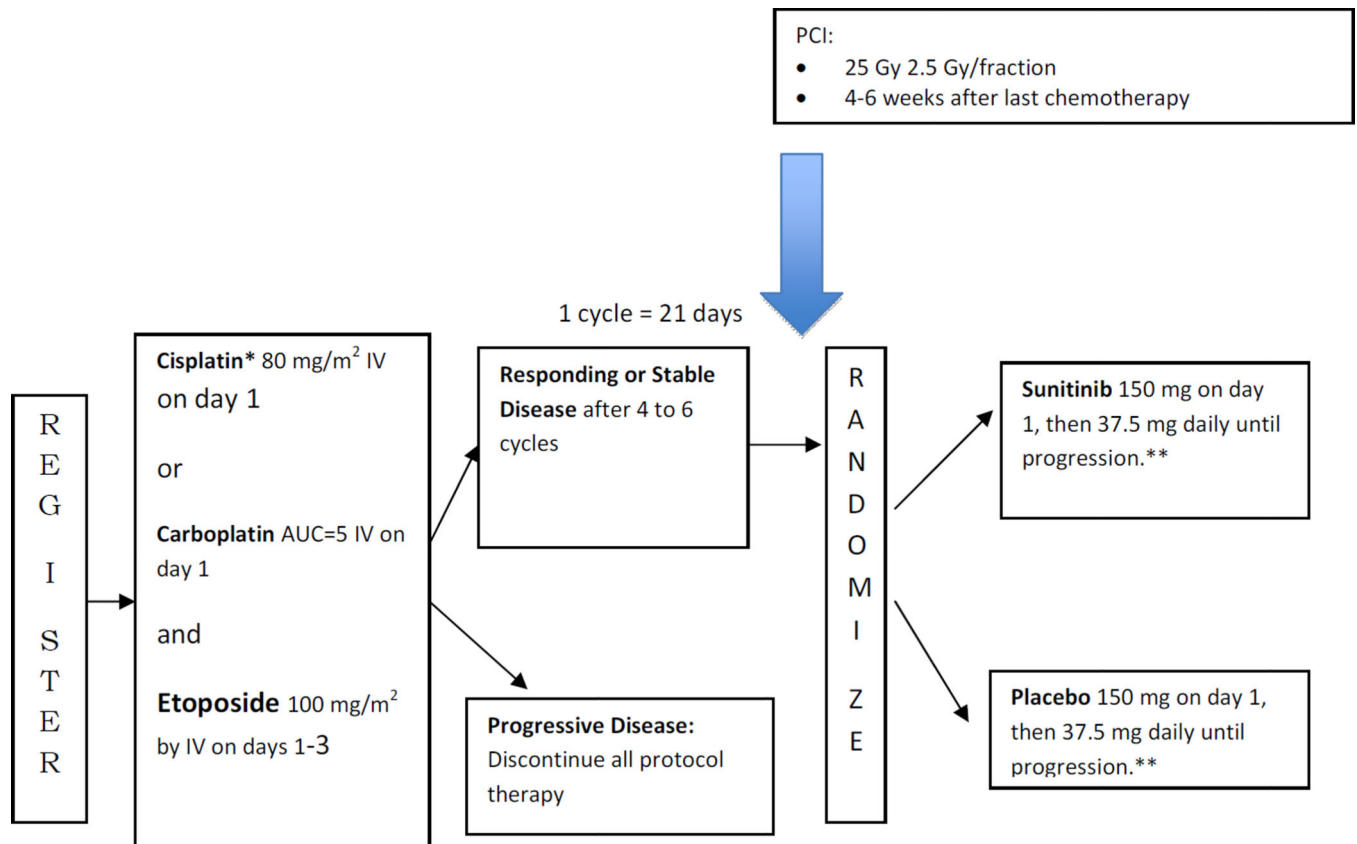 PCI:
• 25 Gy 2.5 Gy/fraction
• 4-6 weeks after last chemotherapy
1 cycle = 21 days
REG I STER
Cisplatin* 80 mg/m² IV
on day 1
or
Carboplatin AUC=5 IV on
day 1
and
Etoposide 100 mg/m²
by IV on days 1-3
Responding or Stable
Disease after 4 to 6
cycles
Progressive Disease:
Discontinue all protocol
therapy
RANDOMI ZE
Sunitinib 150 mg on day
1, then 37.5 mg daily until
progression.**
Placebo 150 mg on day 1,
then 37.5 mg daily until
progression.**